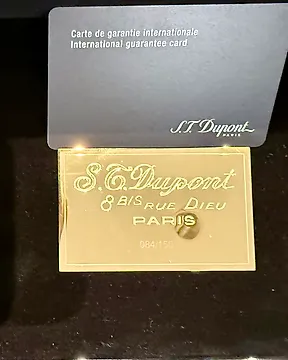 Carte de garantie internationale
International guarantee card
S.T. Dupont
PARIS
S.T. Dupont
8 BIS RUE DIEU
PARIS